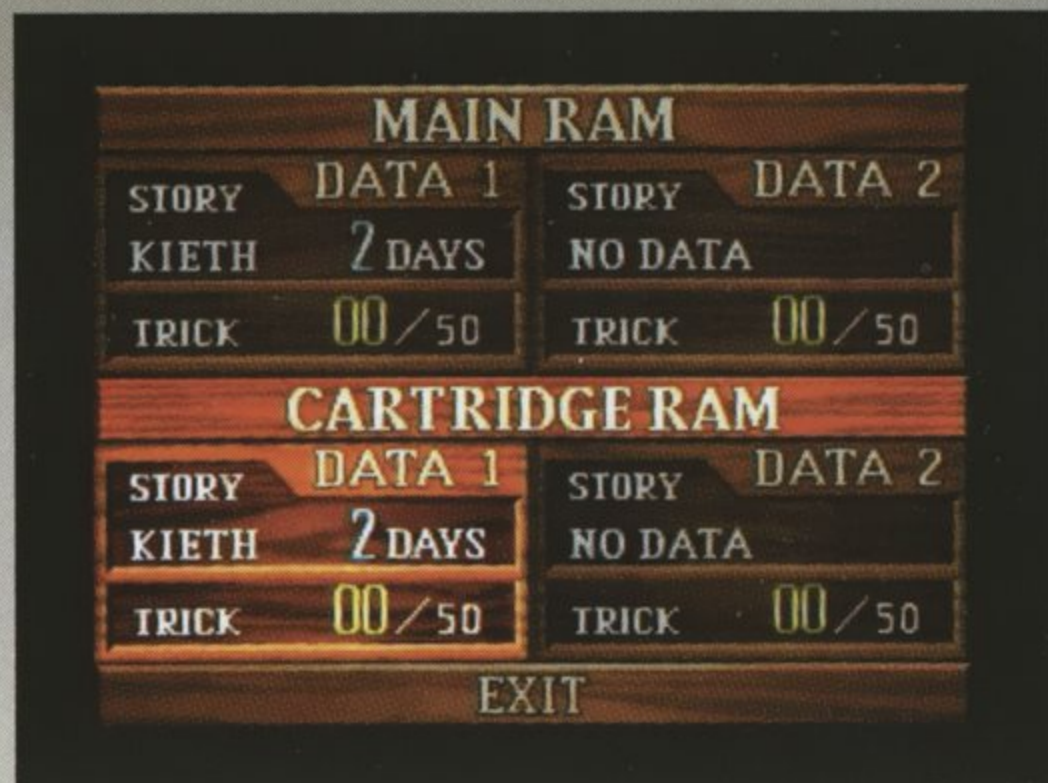 MAIN RAM
DATA 1
STORY
KIETH 2 DAYS
TRICK 00/50
DATA 2
STORY
NO DATA
TRICK 00/50
CARTRIDGE RAM
DATA 1
STORY
KIETH 2 DAYS
TRICK 00/50
DATA 2
STORY
NO DATA
TRICK 00/50
EXIT